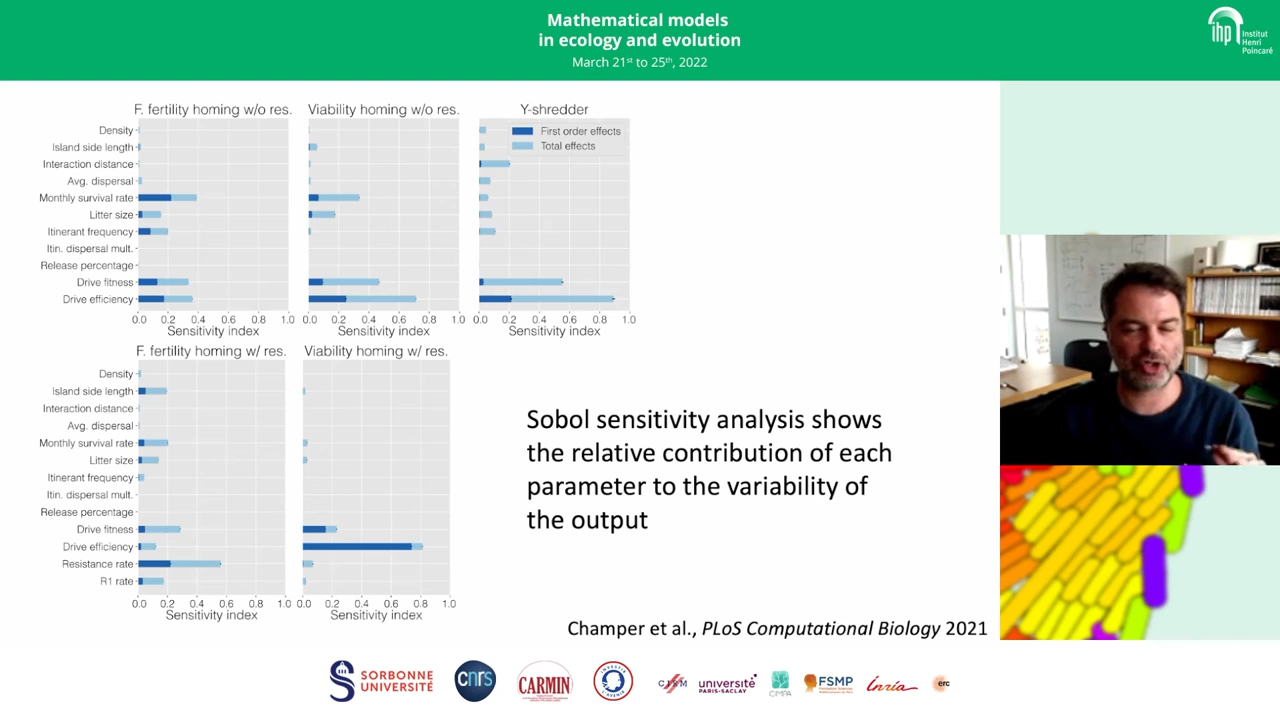 Mathematical models
in ecology and evolution
March 21st to 25th, 2022
ihp
Institut
Henri
Poincaré
F. fertility homing w/o res.
Viability homing w/o res.
Y-shredder
First order effects
Total effects
Density
Island side length
Interaction distance
Avg. dispersal
Monthly survival rate
Litter size
Itinerant frequency
Itin. dispersal mult.
Release percentage
Drive fitness
Drive efficiency
0.0 0.2 0.4 0.6 0.8 1.0
0.0 0.2 0.4 0.6 0.8 1.0
0.0 0.2 0.4 0.6 0.8 1.0
Sensitivity index
Sensitivity index
Sensitivity index
F. fertility homing w/ res.
Viability homing w/ res.
Density
Island side length
Interaction distance
Avg. dispersal
Monthly survival rate
Litter size
Itinerant frequency
Itin. dispersal mult.
Release percentage
Drive fitness
Drive efficiency
Resistance rate
R1 rate
0.0 0.2 0.4 0.6 0.8 1.0
0.0 0.2 0.4 0.6 0.8 1.0
Sensitivity index
Sensitivity index
Sobol sensitivity analysis shows
the relative contribution of each
parameter to the variability of
the output
Champer et al., PLoS Computational Biology 2021
SORBONNE
UNIVERSITÉ
cnrs
CARMIN
CIRM
université
PARIS-SACLAY
CIMPA
FSMP
Inria
erc